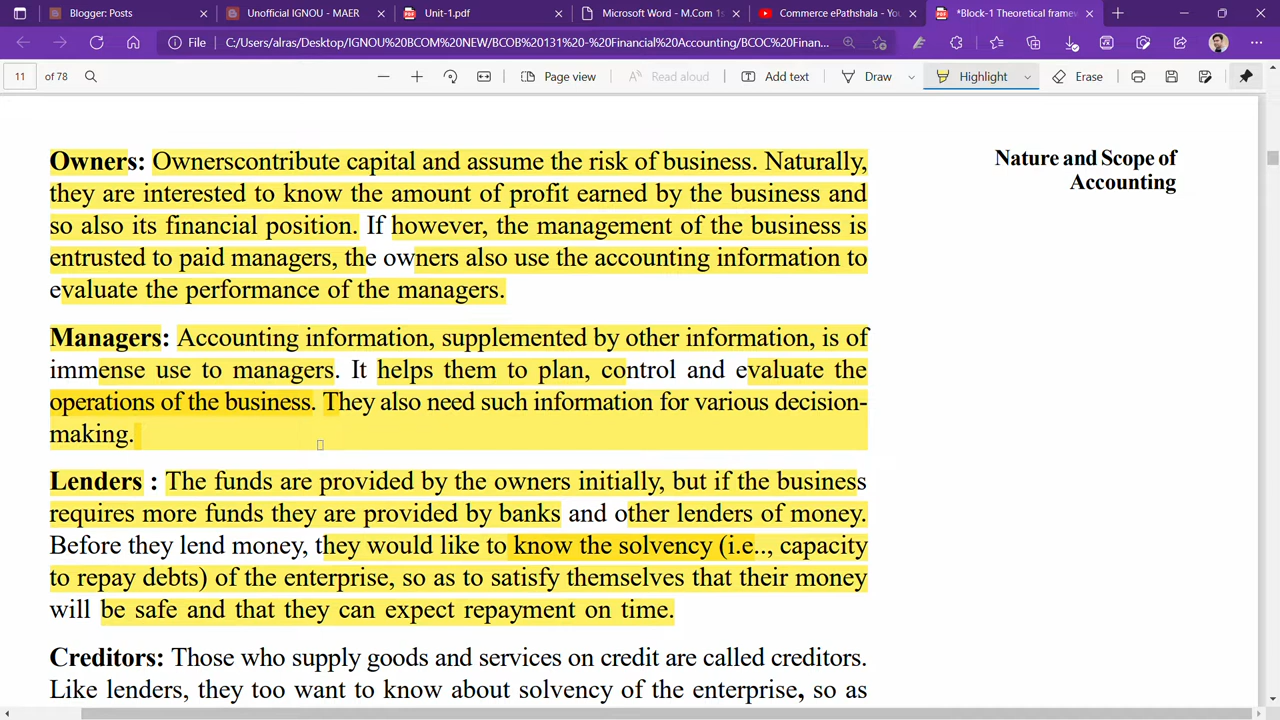 Blogger: Posts
Unofficial IGNOU - MAER
Unit-1.pdf
Microsoft Word - M.Com 1s
Commerce ePathshala - You
*Block-1 Theoretical framew
File
C:/Users/alras/Desktop/IGNOU%20BCOM%20NEW/BCOB%20131%20-%20Financial%20Accounting/BCOC%20Finan...
11
of 78
Page view
Read aloud
Add text
Draw
Highlight
Erase
Nature and Scope of
Accounting
Owners: Ownerscontribute capital and assume the risk of business. Naturally,
they are interested to know the amount of profit earned by the business and
so also its financial position. If however, the management of the business is
entrusted to paid managers, the owners also use the accounting information to
evaluate the performance of the managers.
Managers: Accounting information, supplemented by other information, is of
immense use to managers. It helps them to plan, control and evaluate the
operations of the business. They also need such information for various decision-
making.
Lenders : The funds are provided by the owners initially, but if the business
requires more funds they are provided by banks and other lenders of money.
Before they lend money, they would like to know the solvency (i.e.., capacity
to repay debts) of the enterprise, so as to satisfy themselves that their money
will be safe and that they can expect repayment on time.
Creditors: Those who supply goods and services on credit are called creditors.
Like lenders, they too want to know about solvency of the enterprise, so as